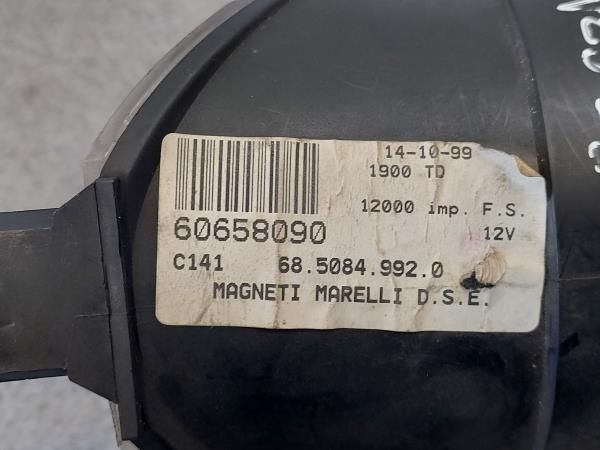 14-10-99
1900 TD
12000 imp. F.S.
60658090
12V
C141 68.5084.992.0
MAGNETI MARELLI D.S.E.